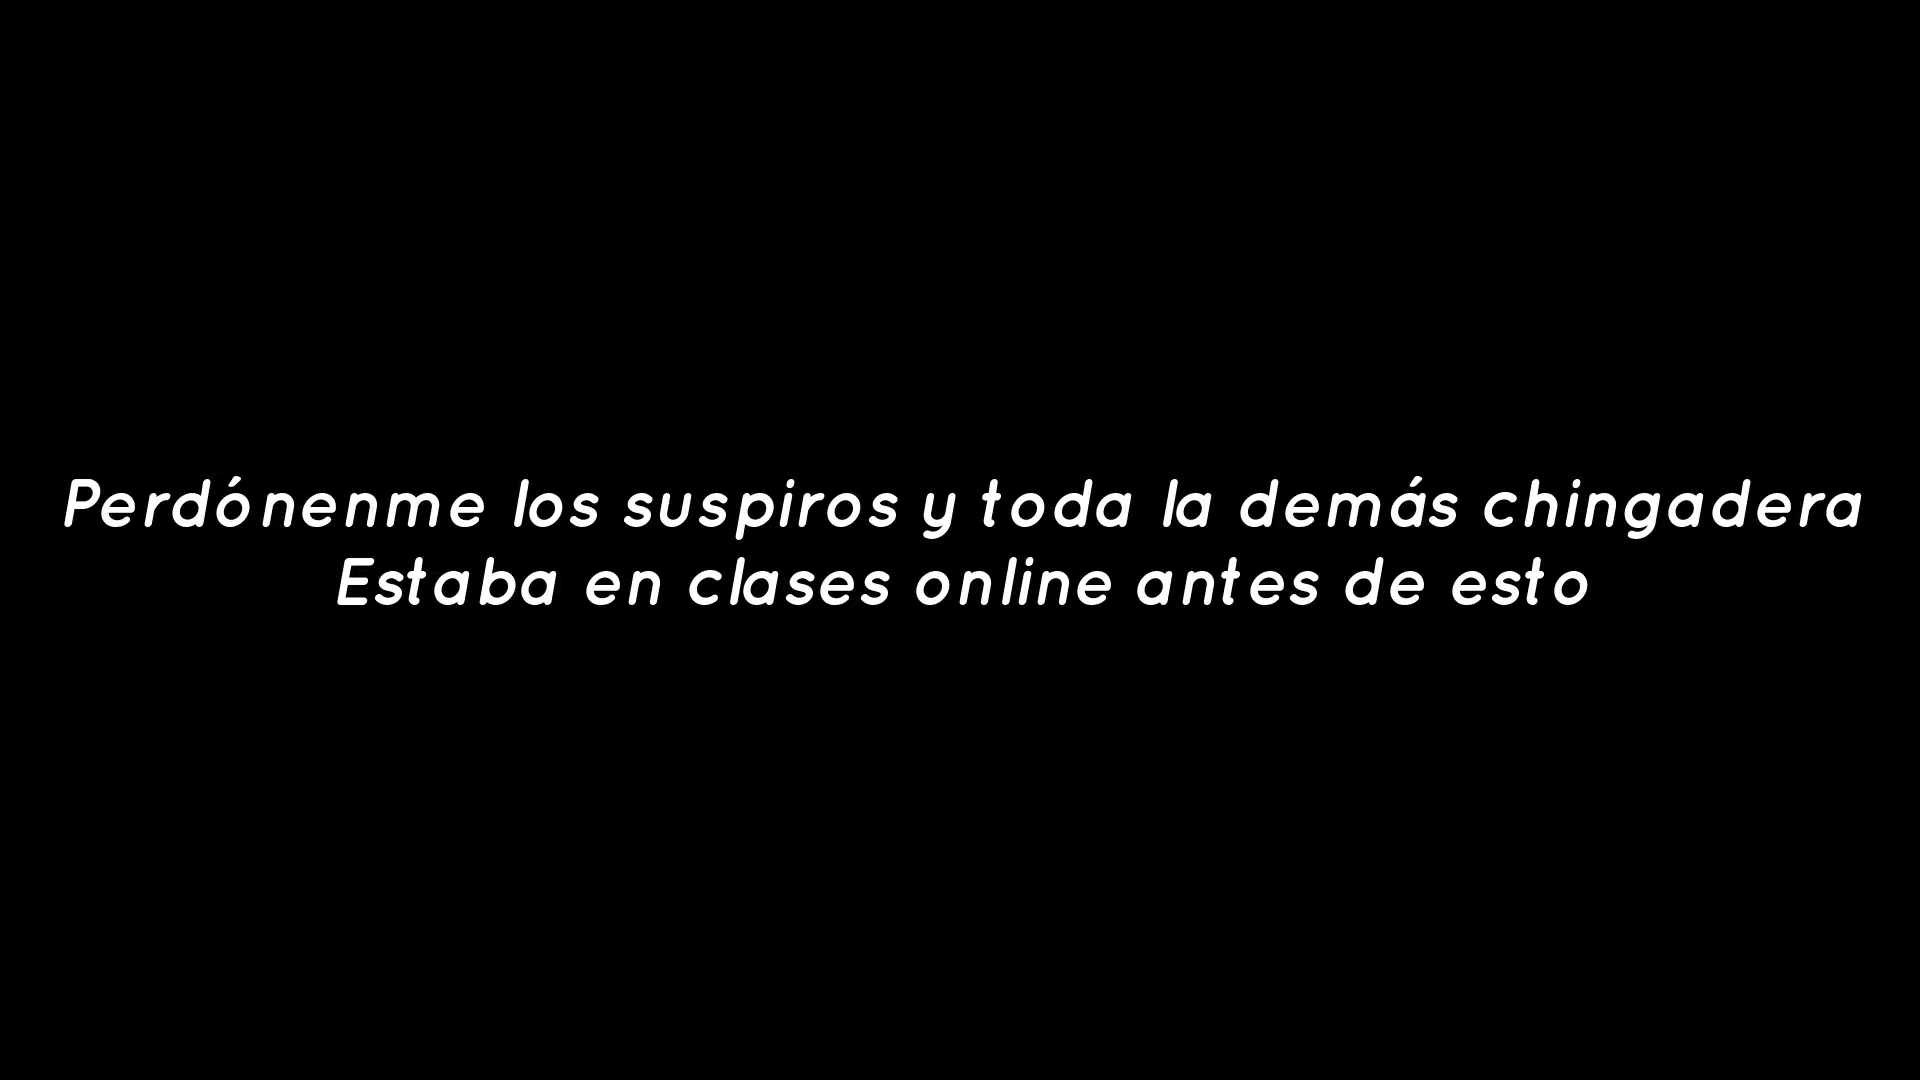 Perdónenme los suspiros y toda la demás chingadera
Estaba en clases online antes de esto